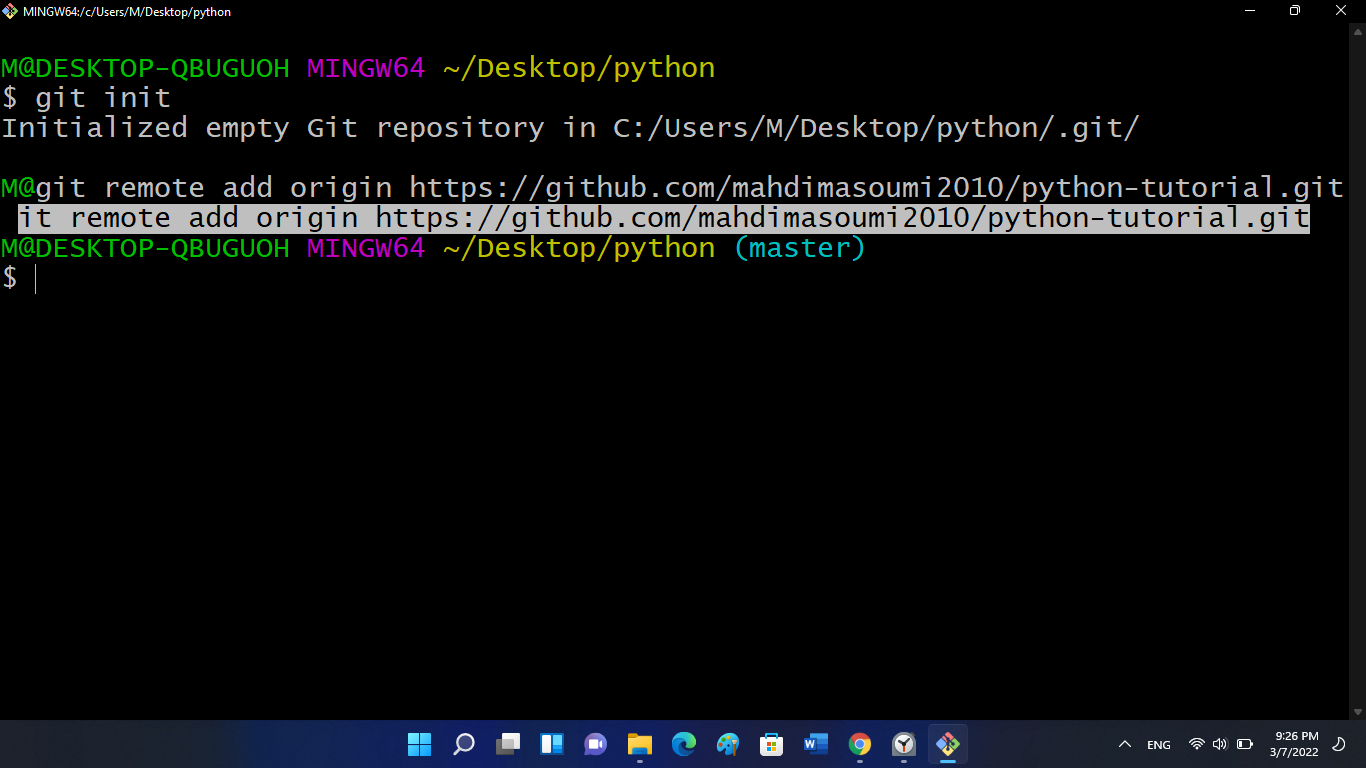 MINGW64:/c/Users/M/Desktop/python
M@DESKTOP-QBUGUOH MINGW64 ~/Desktop/python
$ git init
Initialized empty Git repository in C:/Users/M/Desktop/python/.git/
M@git remote add origin https://github.com/mahdimasoumi2010/python-tutorial.git
it remote add origin https://github.com/mahdimasoumi2010/python-tutorial.git
M@DESKTOP-QBUGUOH MINGW64 ~/Desktop/python (master)
$
ENG
9:26 PM
3/7/2022